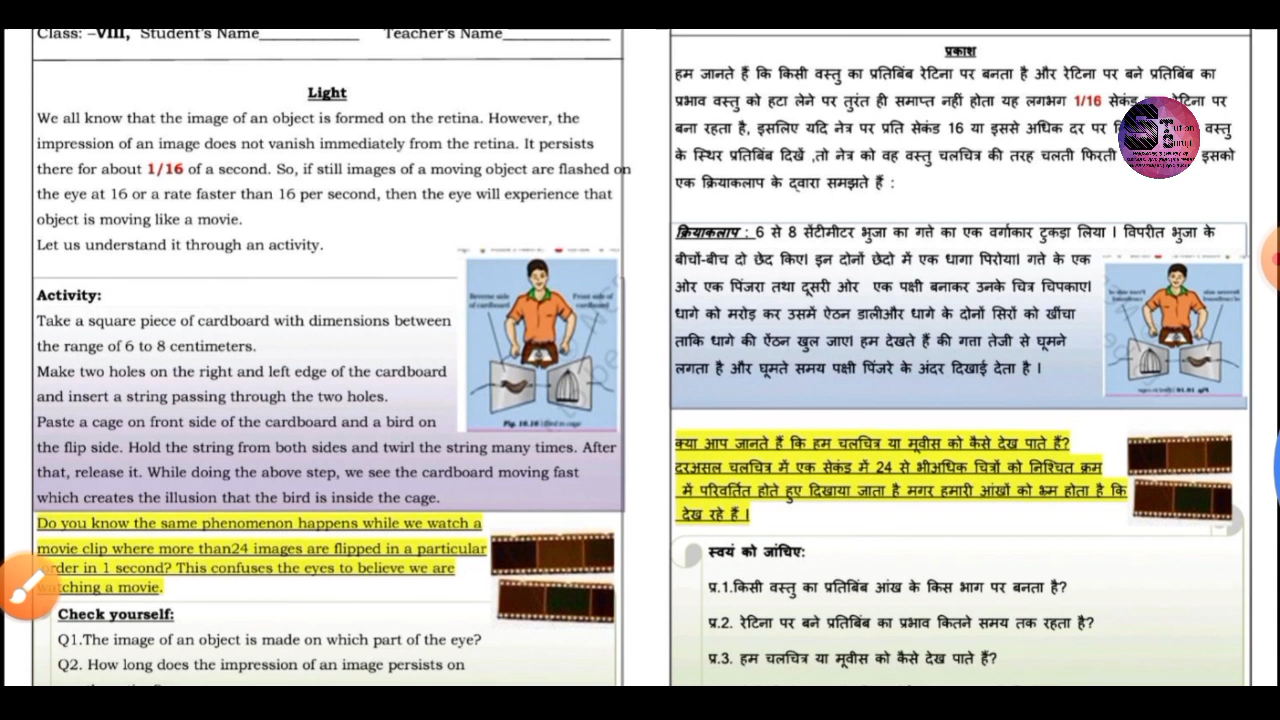 Class: –VIII, Student's Name____________ Teacher's Name_____________
Light
We all know that the image of an object is formed on the retina. However, the
impression of an image does not vanish immediately from the retina. It persists
there for about 1/16 of a second. So, if still images of a moving object are flashed on
the eye at 16 or a rate faster than 16 per second, then the eye will experience that
object is moving like a movie.
Let us understand it through an activity.
Activity:
Take a square piece of cardboard with dimensions between
the range of 6 to 8 centimeters.
Make two holes on the right and left edge of the cardboard
and insert a string passing through the two holes.
Paste a cage on front side of the cardboard and a bird on
the flip side. Hold the string from both sides and twirl the string many times. After
that, release it. While doing the above step, we see the cardboard moving fast
which creates the illusion that the bird is inside the cage.
Reverse side
of cardboard
Front side of
cardboard
Do you know the same phenomenon happens while we watch a
movie clip where more than24 images are flipped in a particular
order in 1 second? This confuses the eyes to believe we are
watching a movie.
Check yourself:
Q1.The image of an object is made on which part of the eye?
Q2. How long does the impression of an image persists on
प्रकाश
हम जानते हैं कि किसी वस्तु का प्रतिबिंब रेटिना पर बनता है और रेटिना पर बने प्रतिबिंब का
प्रभाव वस्तु को हटा लेने पर तुरंत ही समाप्त नहीं होता यह लगभग 1/16 सेकंड रेटिना पर
बना रहता है, इसलिए यदि नेत्र पर प्रति सेकंड 16 या इससे अधिक दर पर वस्तु
के स्थिर प्रतिबिंब दिखें ,तो नेत्र को वह वस्तु चलचित्र की तरह चलती फिरती इसको
एक क्रियाकलाप के द्वारा समझते हैं :
क्रियाकलाप : 6 से 8 सेंटीमीटर भुजा का गत्ते का एक वर्गाकार टुकड़ा लिया । विपरीत भुजा के
बीचों-बीच दो छेद किए। इन दोनों छेदो में एक धागा पिरोया। गते के एक
ओर एक पिंजरा तथा दूसरी ओर एक पक्षी बनाकर उनके चित्र चिपकाए।
धागे को मरोड़ कर उसमें ऐठन डालीऔर धागे के दोनों सिरों को खींचा
ताकि धागे की ऐंठन खुल जाए। हम देखते हैं की गत्ता तेजी से घूमने
लगता है और घूमते समय पक्षी पिंजरे के अंदर दिखाई देता है ।
क्या आप जानते हैं कि हम चलचित्र या मूवीस को कैसे देख पाते हैं?
दरअसल चलचित्र में एक सेकंड में 24 से भीअधिक चित्रों को निश्चित क्रम
में परिवर्तित होते हुए दिखाया जाता है मगर हमारी आंखों को भ्रम होता है कि
देख रहे हैं ।
स्वयं को जांचिए:
प्र.1.किसी वस्तु का प्रतिबिंब आंख के किस भाग पर बनता है?
प्र.2. रेटिना पर बने प्रतिबिंब का प्रभाव कितने समय तक रहता है?
प्र.3. हम चलचित्र या मूवीस को कैसे देख पाते हैं?